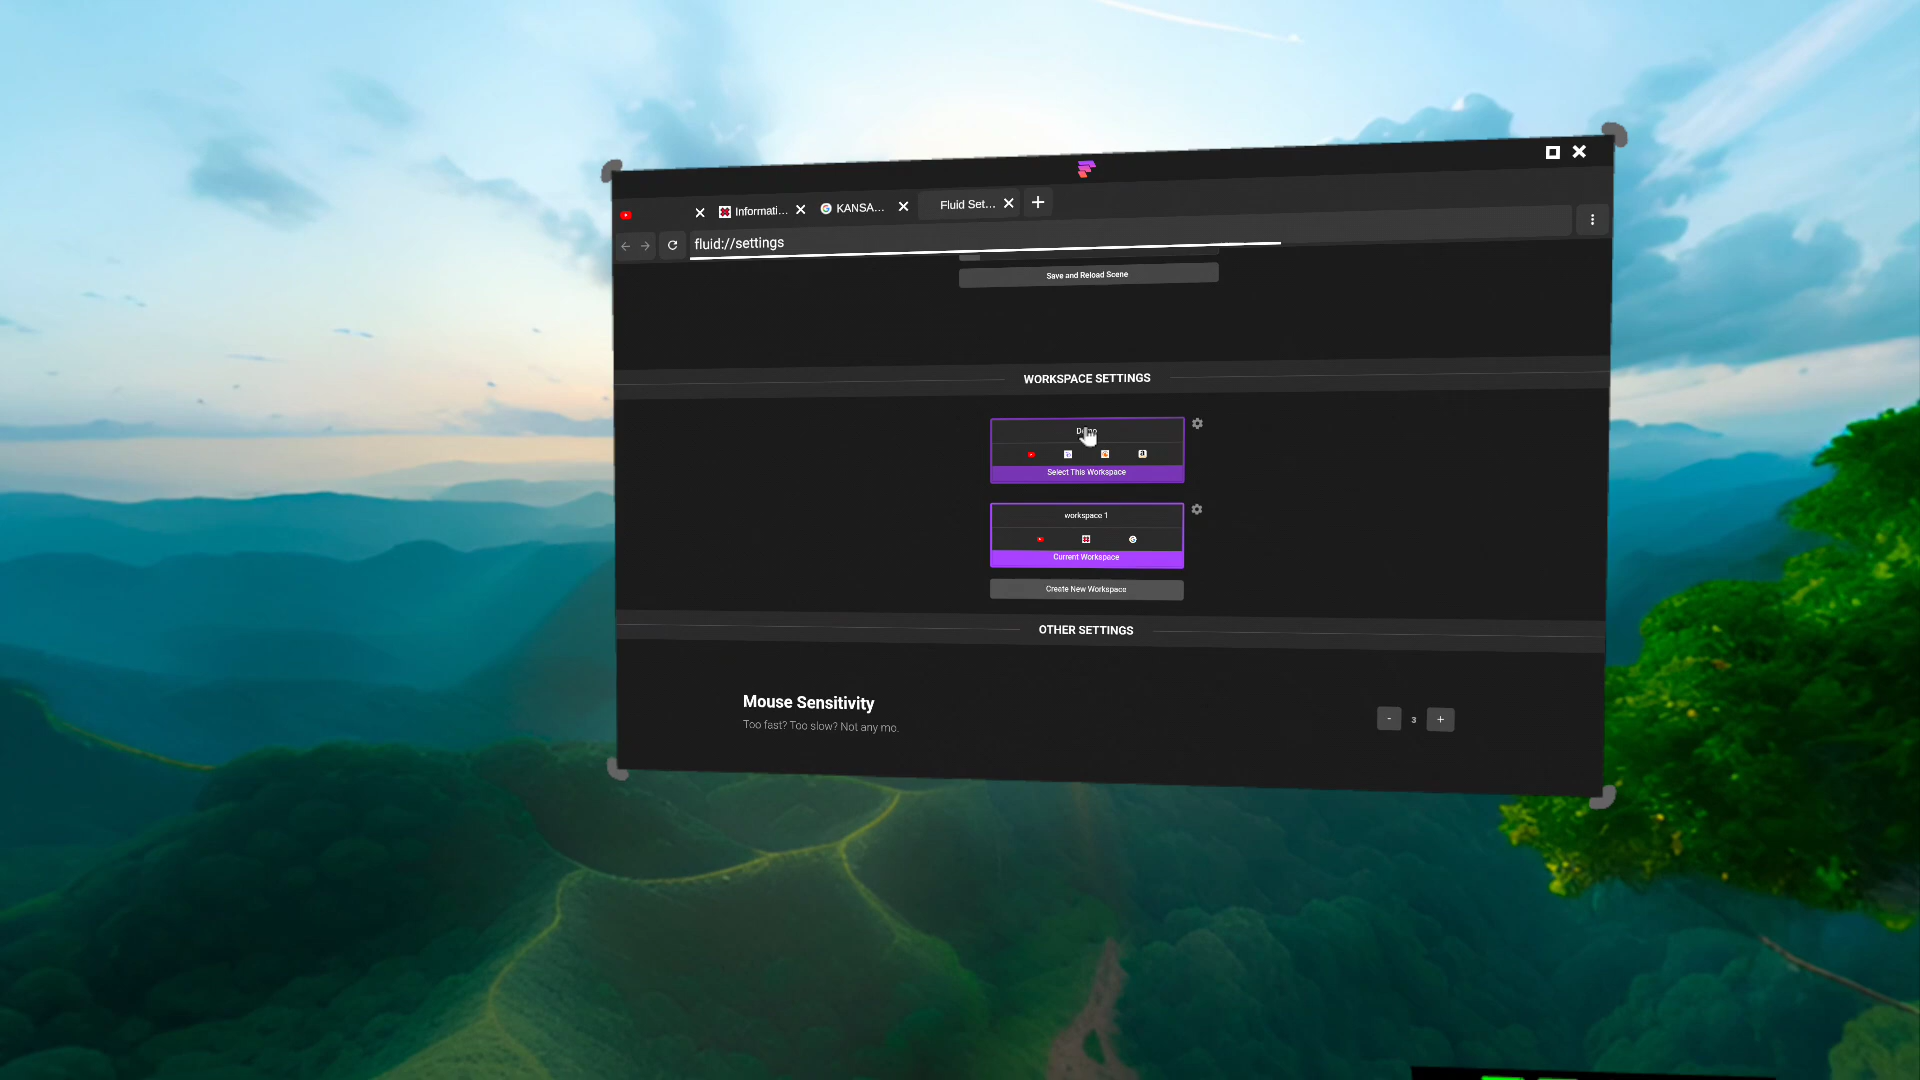 Informati...
KANSA...
Fluid Set...
fluid://settings
Save and Reload Scene
WORKSPACE SETTINGS
Demo
Select This Workspace
workspace 1
Current Workspace
Create New Workspace
OTHER SETTINGS
Mouse Sensitivity
Too fast? Too slow? Not any mo.
- 3 +